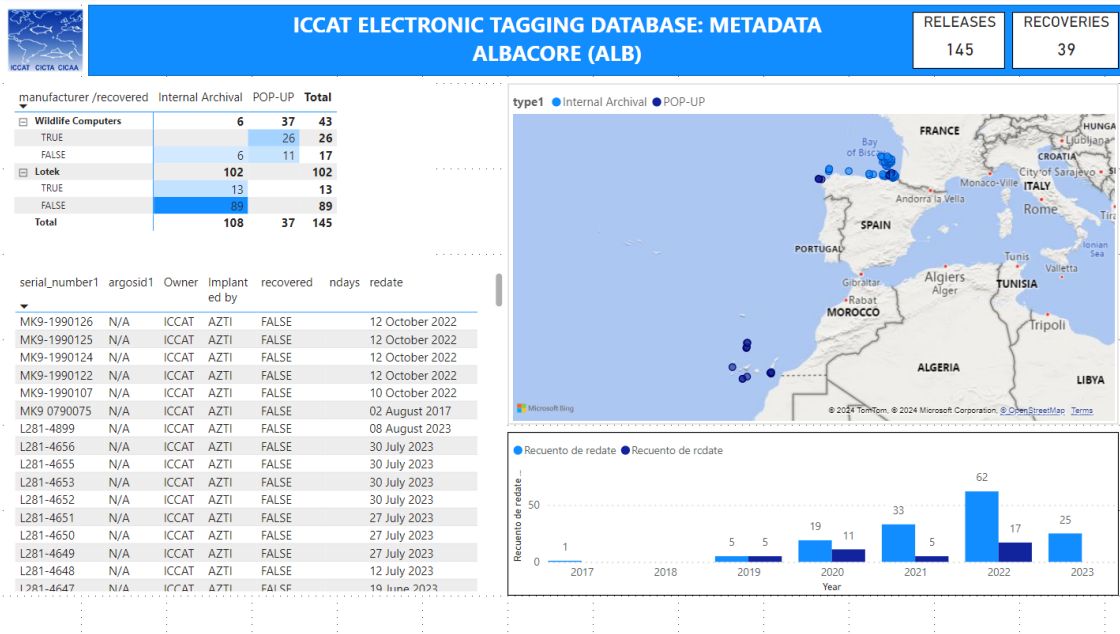 ICCAT ELECTRONIC TAGGING DATABASE: METADATA
ALBACORE (ALB)
RELEASES
145
RECOVERIES
39
ICCAT CICTA CICAA
manufacturer /recovered Internal Archival POP-UP Total
Wildlife Computers 6 37 43
TRUE 26 26
FALSE 6 11 17
Lotek 102 102
TRUE 13 13
FALSE 89 89
Total 108 37 145
serial_number1 argosid1 Owner Implant
ed by recovered ndays redate
MK9-1990126 N/A ICCAT AZTI FALSE 12 October 2022
MK9-1990125 N/A ICCAT AZTI FALSE 12 October 2022
MK9-1990124 N/A ICCAT AZTI FALSE 12 October 2022
MK9-1990122 N/A ICCAT AZTI FALSE 12 October 2022
MK9-1990107 N/A ICCAT AZTI FALSE 10 October 2022
MK9 0790075 N/A ICCAT AZTI FALSE 02 August 2017
L281-4899 N/A ICCAT AZTI FALSE 08 August 2023
L281-4656 N/A ICCAT AZTI FALSE 30 July 2023
L281-4655 N/A ICCAT AZTI FALSE 30 July 2023
L281-4653 N/A ICCAT AZTI FALSE 30 July 2023
L281-4652 N/A ICCAT AZTI FALSE 30 July 2023
L281-4651 N/A ICCAT AZTI FALSE 27 July 2023
L281-4650 N/A ICCAT AZTI FALSE 27 July 2023
L281-4649 N/A ICCAT AZTI FALSE 27 July 2023
L281-4648 N/A ICCAT AZTI FALSE 12 July 2023
L281-4647 N/A ICCAT AZTI FALSE 19 June 2023
type1 Internal Archival POP-UP
FRANCE
HUNGA
Ljubljana
Bay
of Biscay
CROATIA
City of Sarajevo
Monaco-Ville
ITALY
Andorra la Vella
Rome
Tira
SPAIN
PORTUGAL
Ionian
Sea
Tunis
Valletta
Gibraltar
Algiers
Alger
TUNISIA
Rabat
MOROCCO
Tripoli
ALGERIA
LIBYA
Microsoft Bing
© 2024 TomTom, © 2024 Microsoft Corporation, © OpenStreetMap Terms
Recuento de redate Recuento de rcdate
Recuento de redate ...
50
0
1
5 5
19 11
33 5
62 17
25
2017 2018 2019 2020 2021 2022 2023
Year